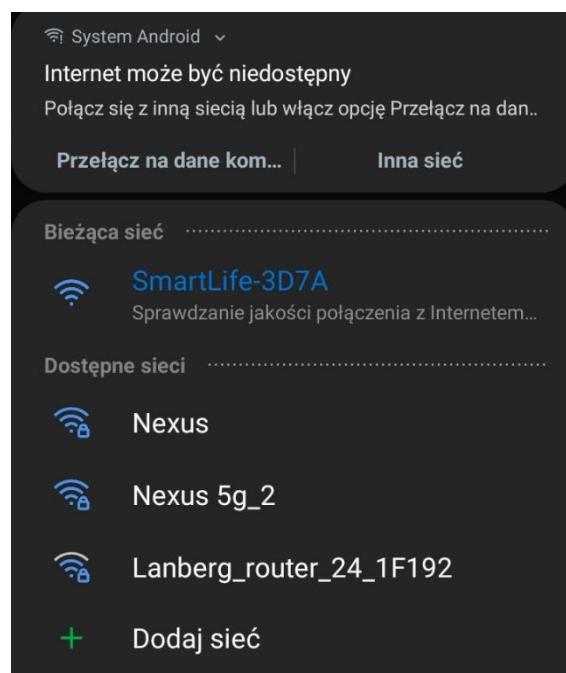 System Android
Internet może być niedostępny
Połącz się z inną siecią lub włącz opcję Przełącz na dan..
Przełącz na dane kom... Inna sieć
Bieżąca sieć
SmartLife-3D7A
Sprawdzanie jakości połączenia z Internetem...
Dostępne sieci
Nexus
Nexus 5g_2
Lanberg_router_24_1F192
Dodaj sieć